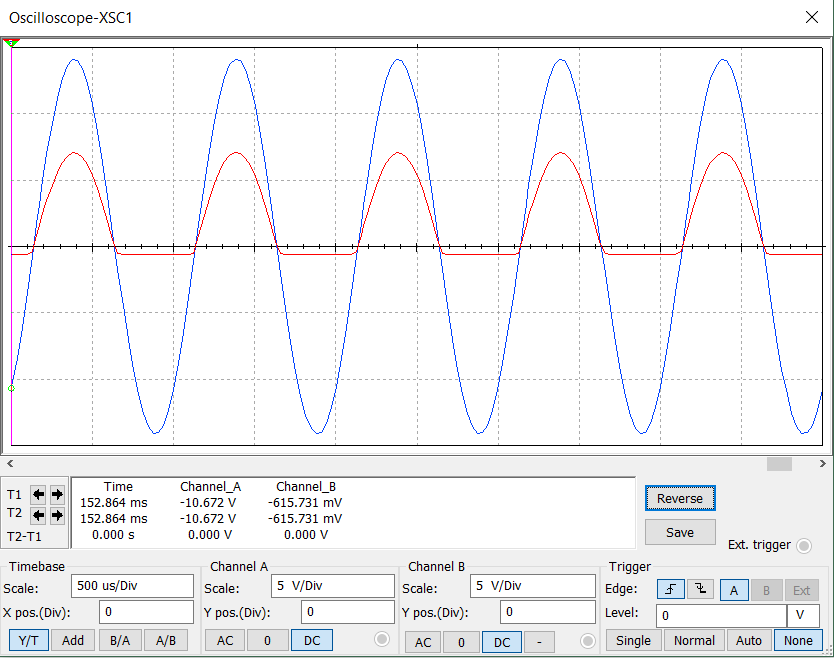 Oscilloscope-XSC1
Time Channel_A Channel_B
T1 152.864 ms -10.672 V -615.731 mV
T2 152.864 ms -10.672 V -615.731 mV
T2-T1 0.000 s 0.000 V 0.000 V
Reverse
Save
Ext. trigger
Timebase
Scale: 500 us/Div
X pos.(Div): 0
Y/T Add B/A A/B
Channel A
Scale: 5 V/Div
Y pos.(Div): 0
AC 0 DC
Channel B
Scale: 5 V/Div
Y pos.(Div): 0
AC 0 DC -
Trigger
Edge: A B Ext
Level: 0 V
Single Normal Auto None